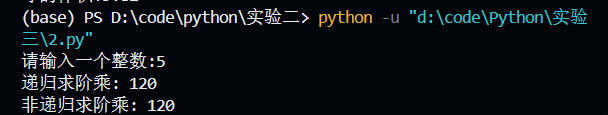 (base) PS D:\code\python\实验二> python -u "d:\code\Python\实验
三\2.py"
请输入一个整数:5
递归求阶乘: 120
非递归求阶乘: 120